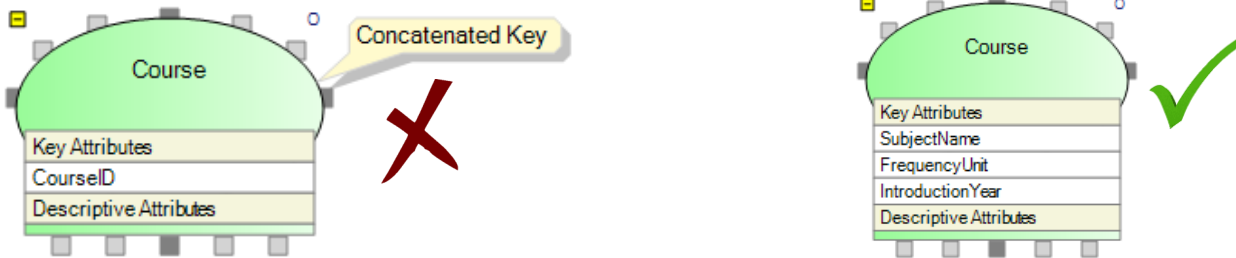 Course
Concatenated Key
Key Attributes
CourseID
Descriptive Attributes
Course
Key Attributes
SubjectName
FrequencyUnit
IntroductionYear
Descriptive Attributes